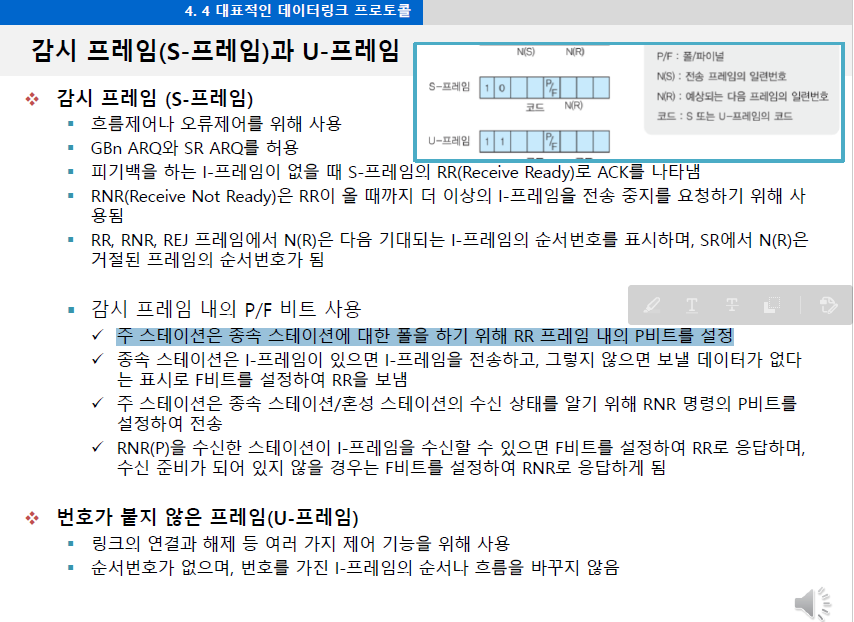 4. 4 대표적인 데이터링크 프로토콜
감시 프레임(S-프레임)과 U-프레임
N(S) N(R)
S-프레임 1 0 P/F
코드 N(R)
U-프레임 1 1 P/F
P/F : 폴/파이널
N(S) : 전송 프레임의 일련번호
N(R) : 예상되는 다음 프레임의 일련번호
코드 : S 또는 U-프레임의 코드
감시 프레임 (S-프레임)
흐름제어나 오류제어를 위해 사용
GBn ARQ와 SR ARQ를 허용
피기백을 하는 I-프레임이 없을 때 S-프레임의 RR(Receive Ready)로 ACK를 나타냄
RNR(Receive Not Ready)은 RR이 올 때까지 더 이상의 I-프레임을 전송 중지를 요청하기 위해 사
용됨
RR, RNR, REJ 프레임에서 N(R)은 다음 기대되는 I-프레임의 순서번호를 표시하며, SR에서 N(R)은
거절된 프레임의 순서번호가 됨
감시 프레임 내의 P/F 비트 사용
주 스테이션은 종속 스테이션에 대한 폴을 하기 위해 RR 프레임 내의 P비트를 설정
종속 스테이션은 I-프레임이 있으면 I-프레임을 전송하고, 그렇지 않으면 보낼 데이터가 없다
는 표시로 F비트를 설정하여 RR을 보냄
주 스테이션은 종속 스테이션/혼성 스테이션의 수신 상태를 알기 위해 RNR 명령의 P비트를
설정하여 전송
RNR(P)을 수신한 스테이션이 I-프레임을 수신할 수 있으면 F비트를 설정하여 RR로 응답하며,
수신 준비가 되어 있지 않을 경우는 F비트를 설정하여 RNR로 응답하게 됨
번호가 붙지 않은 프레임(U-프레임)
링크의 연결과 해제 등 여러 가지 제어 기능을 위해 사용
순서번호가 없으며, 번호를 가진 I-프레임의 순서나 흐름을 바꾸지 않음